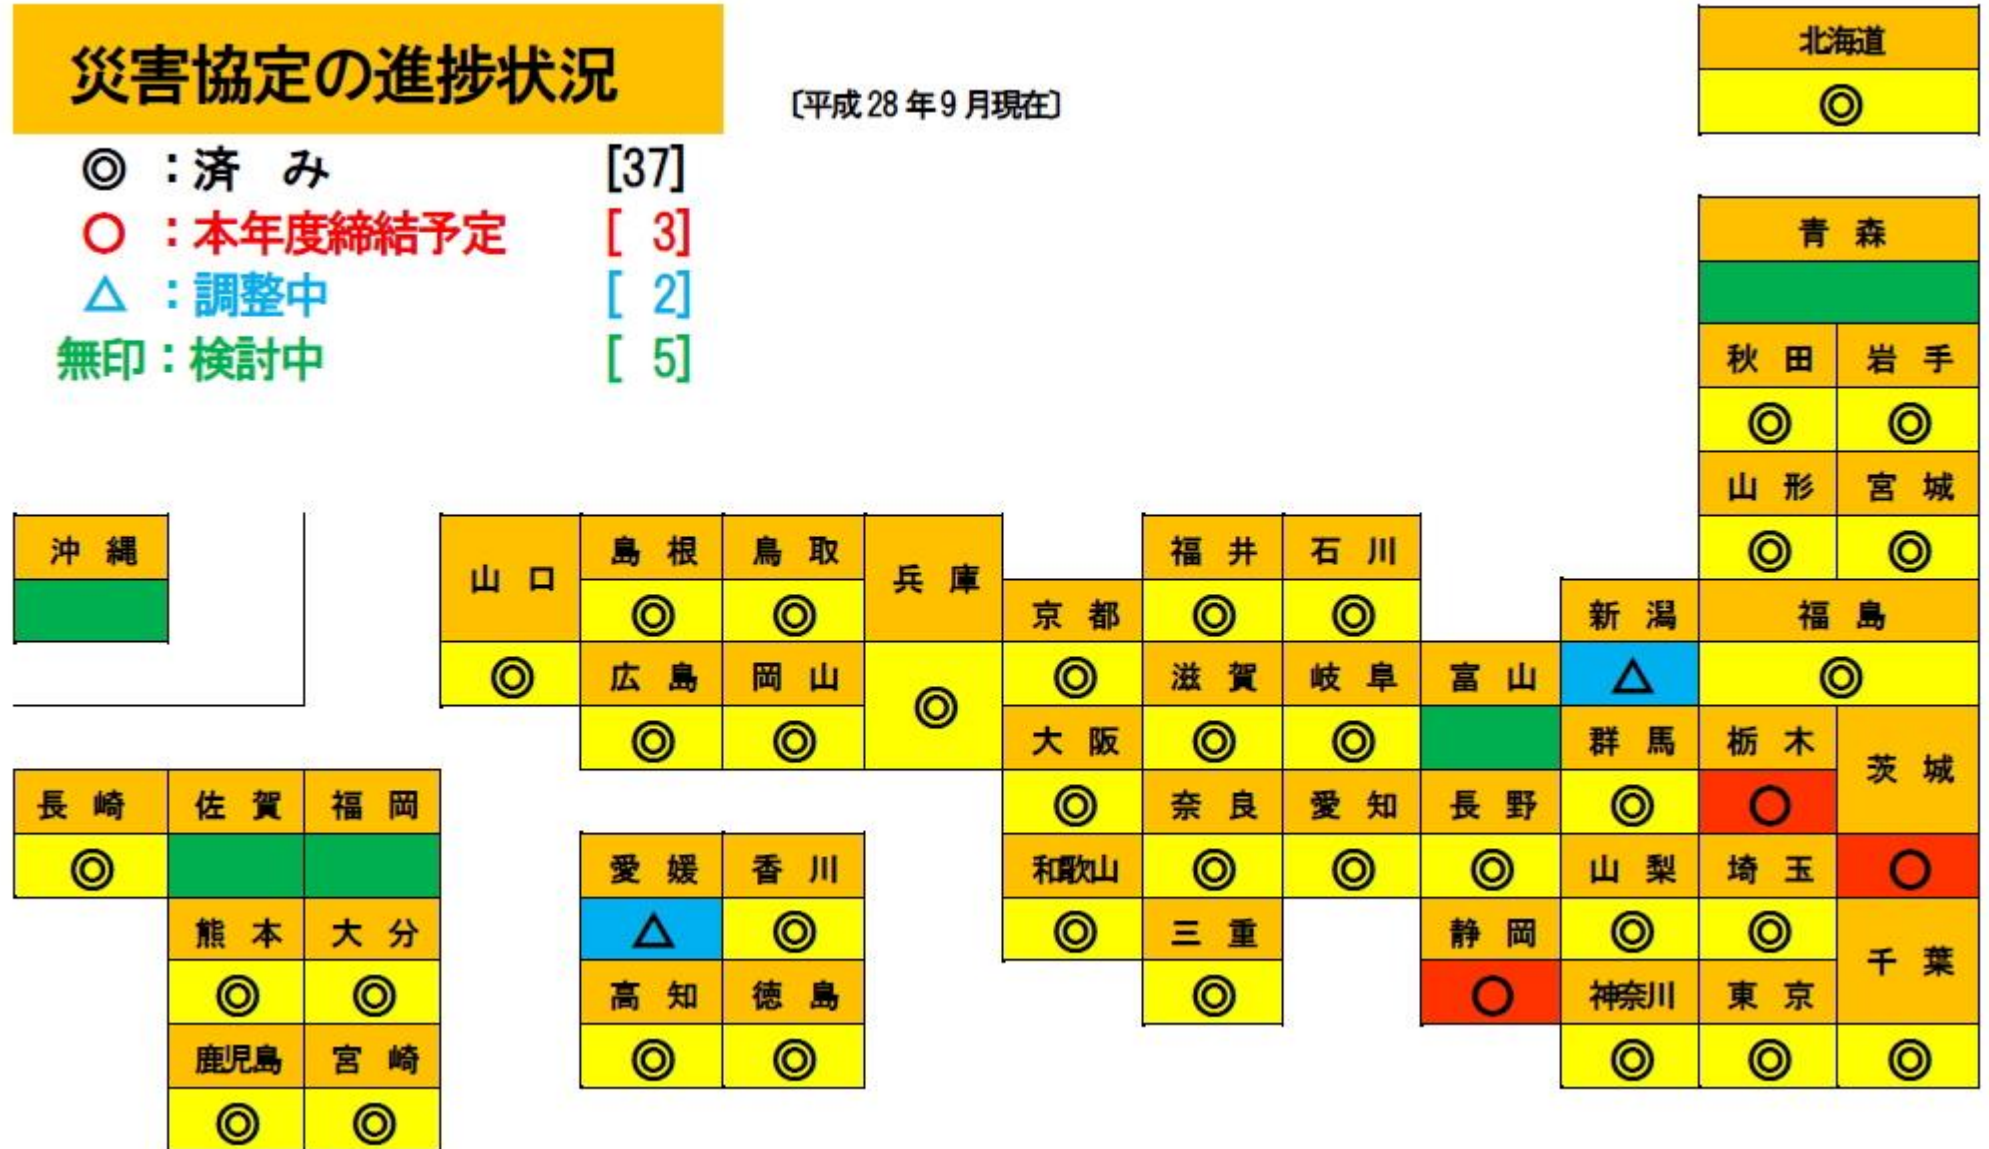 災害協定の進捗状況
〔平成28年9月現在〕
◎：済　み [37]
○：本年度締結予定 [ 3]
△：調整中 [ 2]
無印：検討中 [ 5]
北海道
◎
青　森
秋　田 岩　手
◎ ◎
山　形 宮　城
◎ ◎
沖　縄 山　口 島　根 鳥　取 兵　庫 福　井 石　川
◎ ◎ ◎ ◎
京　都 新　潟 福　島
◎ 広　島 岡　山 ◎ 滋　賀 岐　阜 富　山 △ ◎
◎ ◎ ◎ 大　阪 ◎ ◎ 群　馬 栃　木 茨　城
長　崎 佐　賀 福　岡 ◎ 奈　良 愛　知 長　野 ◎ ○
◎ 愛　媛 香　川 和歌山 ◎ ◎ ◎ 山　梨 埼　玉 ○
熊　本 大　分 △ ◎ ◎ 三　重 静　岡 ◎ ◎ 千　葉
◎ ◎ 高　知 徳　島 ◎ ○ 神奈川 東　京
鹿児島 宮　崎 ◎ ◎ ◎ ◎ ◎
◎ ◎